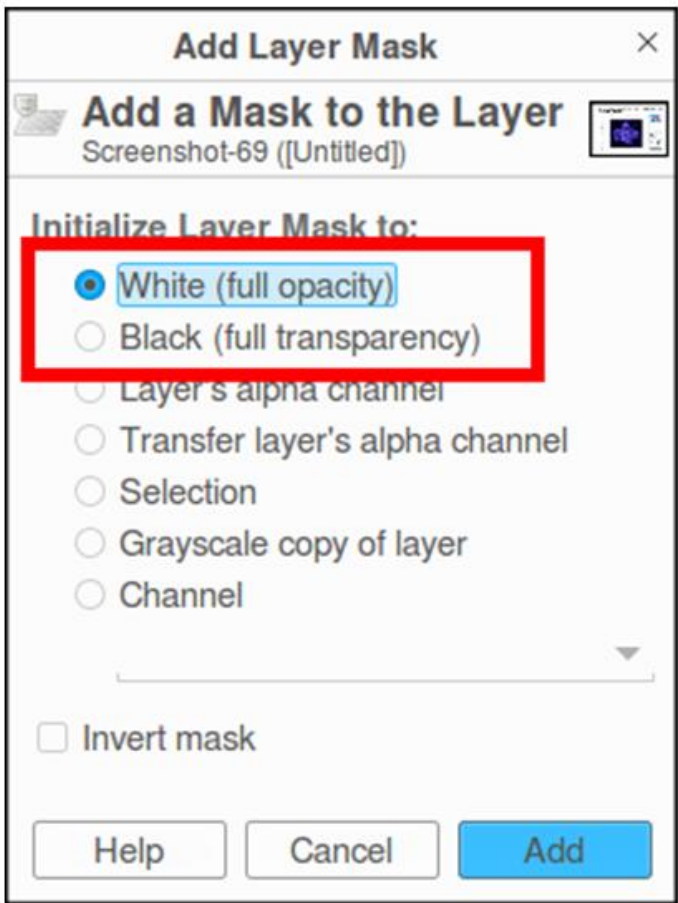 Add Layer Mask
Add a Mask to the Layer
Screenshot-69 ([Untitled])
Initialize Layer Mask to:
White (full opacity)
Black (full transparency)
Layer's alpha channel
Transfer layer's alpha channel
Selection
Grayscale copy of layer
Channel
Invert mask
Help
Cancel
Add